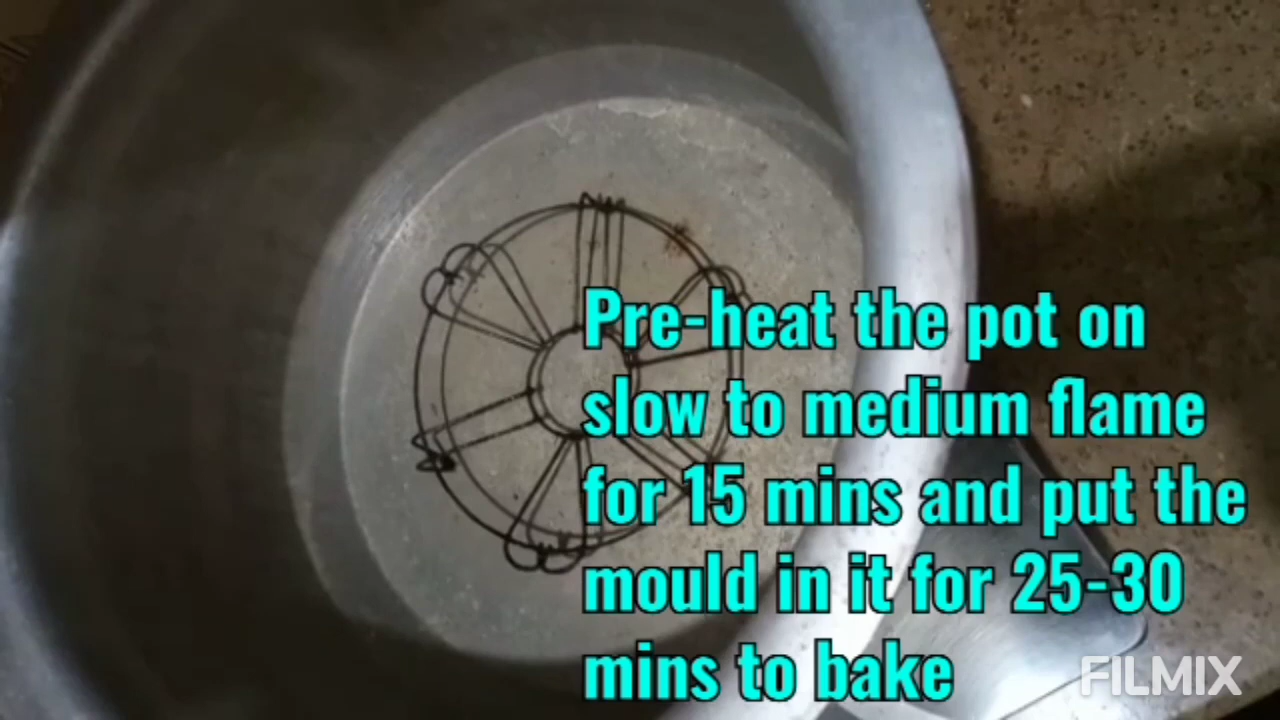 Pre-heat the pot on
slow to medium flame
for 15 mins and put the
mould in it for 25-30
mins to bake
FILMIX